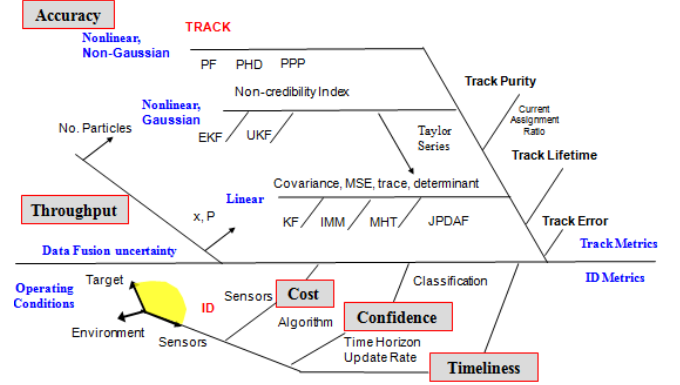 Accuracy
TRACK
Nonlinear,
Non-Gaussian
PF PHD PPP
Non-credibility Index
Track Purity
Nonlinear,
Gaussian
Current
Assignment
Ratio
No. Particles
EKF UKF
Taylor
Series
Track Lifetime
Covariance, MSE, trace, determinant
Throughput
Linear
x, P
KF IMM MHT JPDAF
Track Error
Data Fusion uncertainty
Track Metrics
Operating
Conditions
Target
Classification
ID Metrics
Sensors
Cost
ID
Environment
Sensors
Algorithm
Confidence
Time Horizon
Update Rate
Timeliness